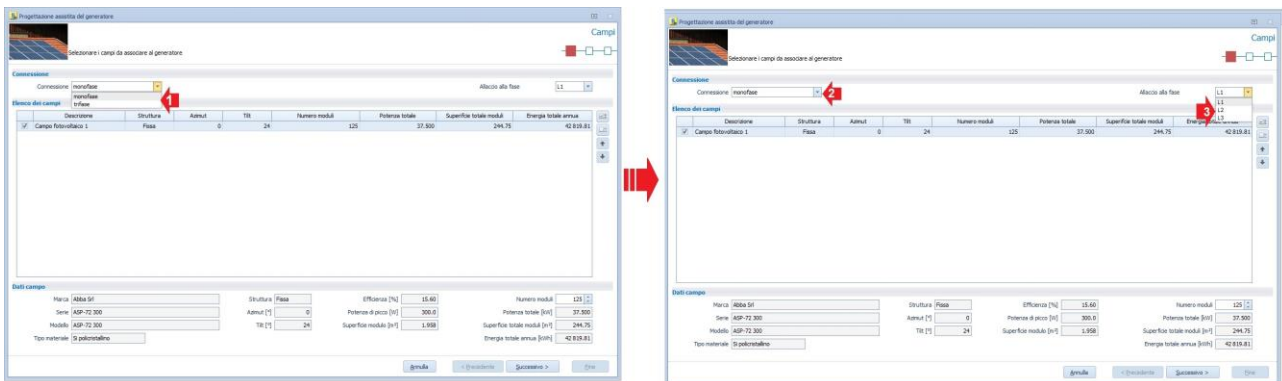 Progettazione assistita del generatore
Campi
Selezionare i campi da associare al generatore
Connessione
Connessione monofase Allaccio alla fase L1
monofase
trifase
1
Elenco dei campi
Descrizione Struttura Azimut Tilt Numero moduli Potenza totale Superficie totale moduli Energia totale annua
Campo fotovoltaico 1 Fissa 0 24 125 37.500 244.75 42 819.81
Dati campo
Marca Abba Srl Struttura Fissa Efficienza [%] 15.60 Numero moduli 125
Serie ASP-72 300 Azimut [°] 0 Potenza di picco [W] 300.0 Potenza totale [kW] 37.500
Modello ASP-72 300 Tilt [°] 24 Superficie modulo [m²] 1.958 Superficie totale moduli [m²] 244.75
Tipo materiale Si policristallino Energia totale annua [kWh] 42 819.81
Annulla < Precedente Successivo > Fine
Progettazione assistita del generatore
Campi
Selezionare i campi da associare al generatore
Connessione
Connessione monofase 2 Allaccio alla fase L1
L1
L2
L3
3
Elenco dei campi
Descrizione Struttura Azimut Tilt Numero moduli Potenza totale Superficie totale moduli
Campo fotovoltaico 1 Fissa 0 24 125 37.500 244.75 42 819.81
Dati campo
Marca Abba Srl Struttura Fissa Efficienza [%] 15.60 Numero moduli 125
Serie ASP-72 300 Azimut [°] 0 Potenza di picco [W] 300.0 Potenza totale [kW] 37.500
Modello ASP-72 300 Tilt [°] 24 Superficie modulo [m²] 1.958 Superficie totale moduli [m²] 244.75
Tipo materiale Si policristallino Energia totale annua [kWh] 42 819.81
Annulla < Precedente Successivo > Fine